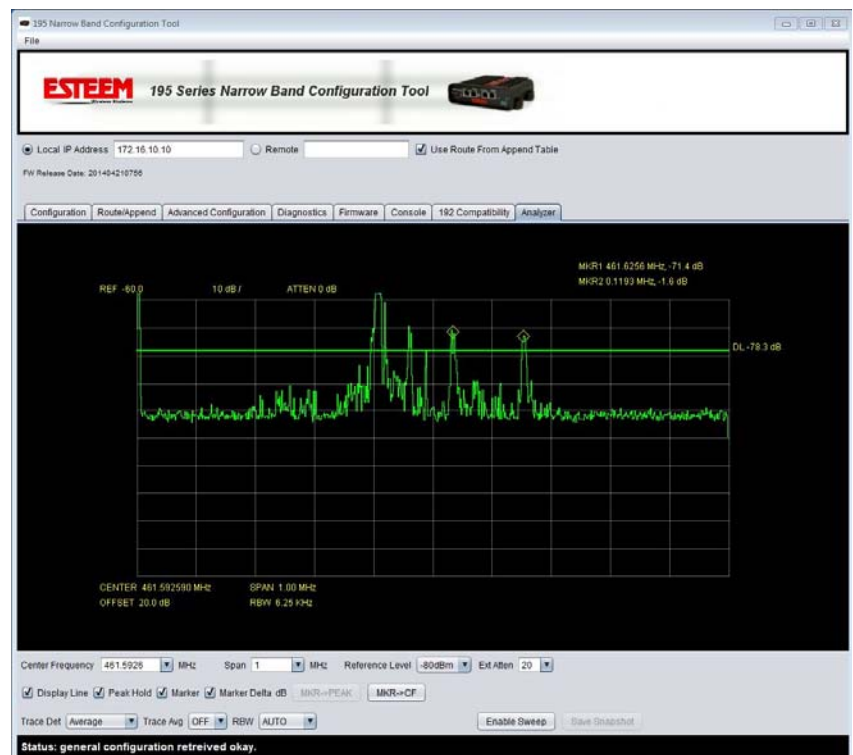 195 Narrow Band Configuration Tool
File
ESTEEM 195 Series Narrow Band Configuration Tool
Wireless Modems
Local IP Address 172.16.10.10 Remote Use Route From Append Table
FW Release Date: 201404210756
Configuration Route/Append Advanced Configuration Diagnostics Firmware Console 192 Compatibility Analyzer
MKR1 461.6256 MHz, -71.4 dB
MKR2 0.1193 MHz, -1.6 dB
REF -60.0 10 dB / ATTEN 0 dB
DL -78.3 dB
CENTER 461.592590 MHz SPAN 1.00 MHz
OFFSET 20.0 dB RBW 6.25 KHz
Center Frequency 461.5926 MHz Span 1 MHz Reference Level -80dBm Ext Atten 20
Display Line Peak Hold Marker Marker Delta dB MKR->PEAK MKR->CF
Trace Det Average Trace Avg OFF RBW AUTO Enable Sweep Save Snapshot
Status: general configuration retreived okay.